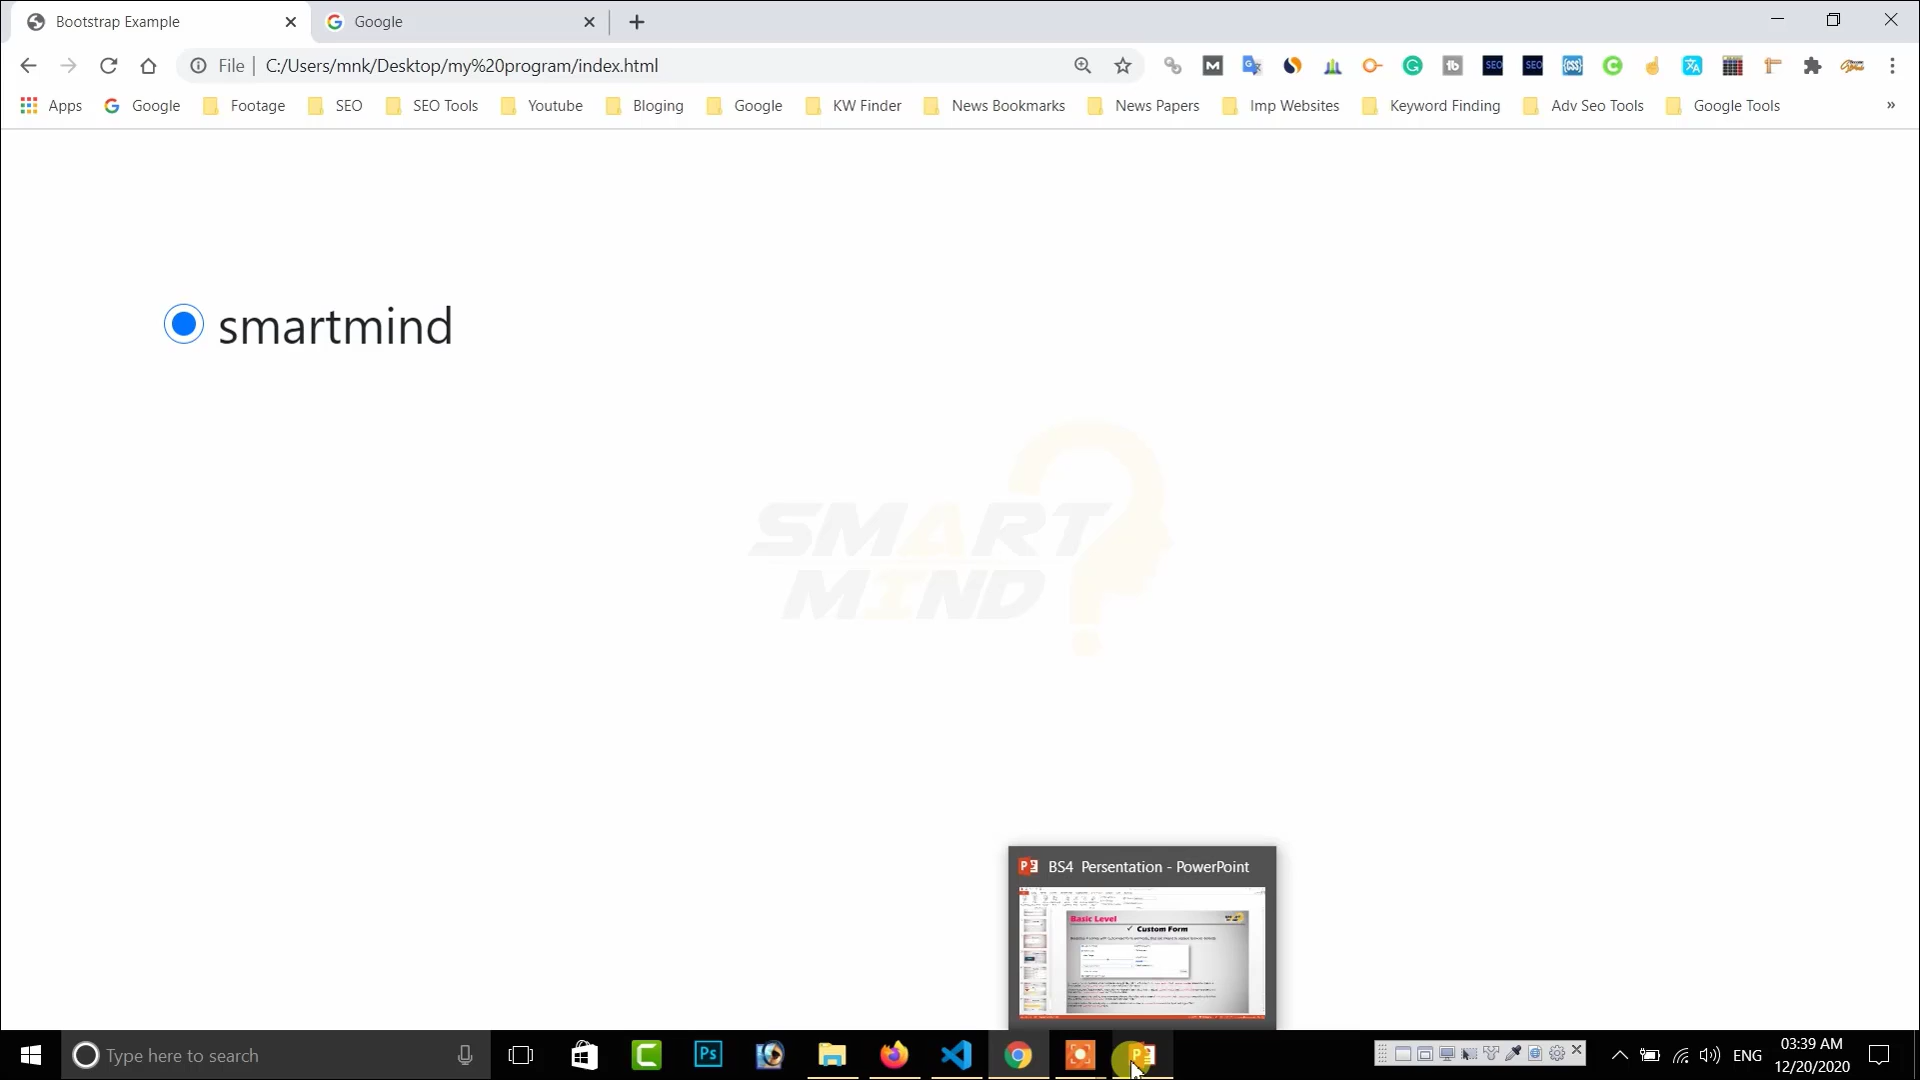 Bootstrap Example
Google
File
C:/Users/mnk/Desktop/my%20program/index.html
Apps
Google
Footage
SEO
SEO Tools
Youtube
Bloging
Google
KW Finder
News Bookmarks
News Papers
Imp Websites
Keyword Finding
Adv Seo Tools
Google Tools
»
smartmind
SMART
MIND
BS4 Persentation - PowerPoint
Basic Level
✓ Custom Form
Type here to search
ENG
03:39 AM
12/20/2020